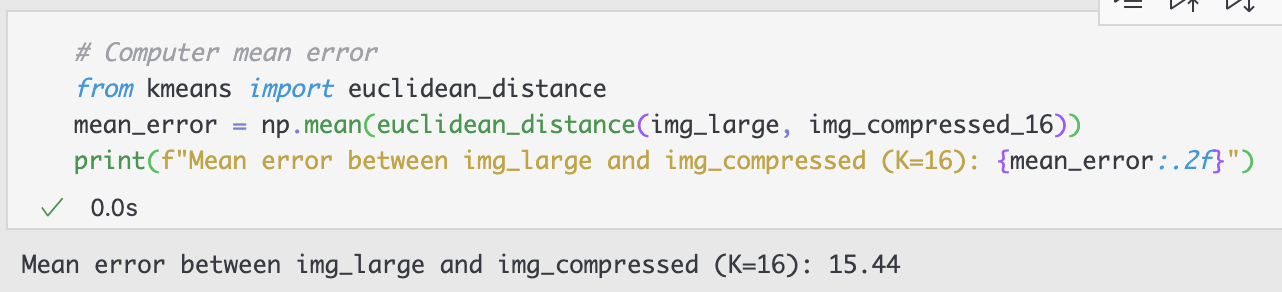 # Computer mean error
from kmeans import euclidean_distance
mean_error = np.mean(euclidean_distance(img_large, img_compressed_16))
print(f"Mean error between img_large and img_compressed (K=16): {mean_error:.2f}")
0.0s
Mean error between img_large and img_compressed (K=16): 15.44